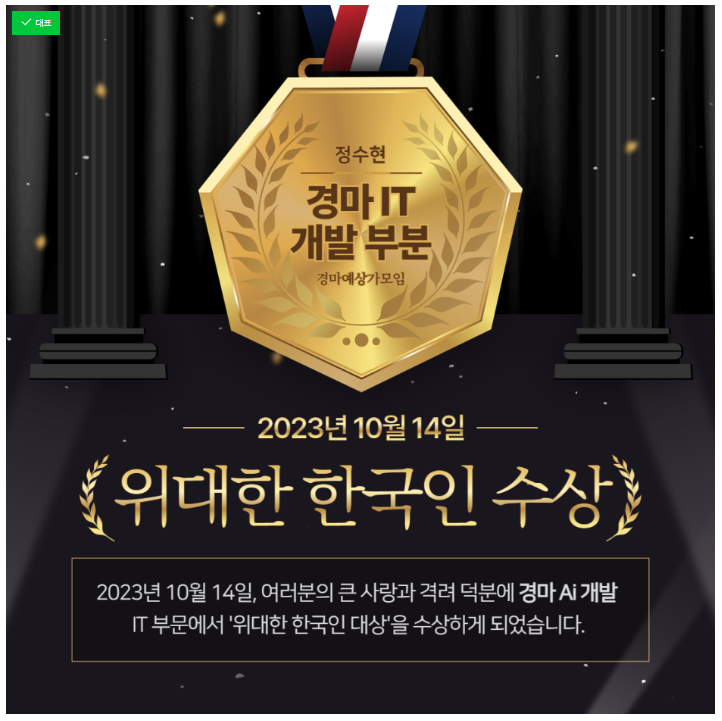 대표
정수현
경마 IT
개발 부분
경마예상가모임
2023년 10월 14일
위대한 한국인 수상
2023년 10월 14일, 여러분의 큰 사랑과 격려 덕분에 경마 Ai 개발
IT 부문에서 '위대한 한국인 대상'을 수상하게 되었습니다.